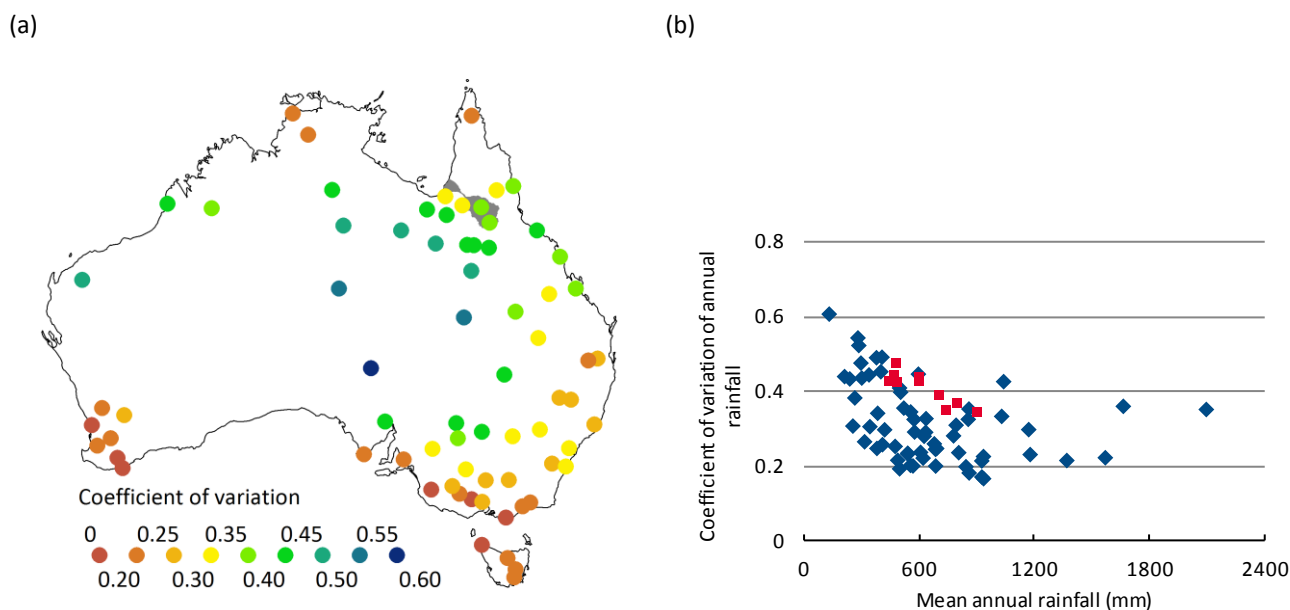 (a)
(b)
Coefficient of variation
0 0.25 0.35 0.45 0.55
0.20 0.30 0.40 0.50 0.60
Coefficient of variation of annual
rainfall
0.8
0.6
0.4
0.2
0
0 600 1200 1800 2400
Mean annual rainfall (mm)